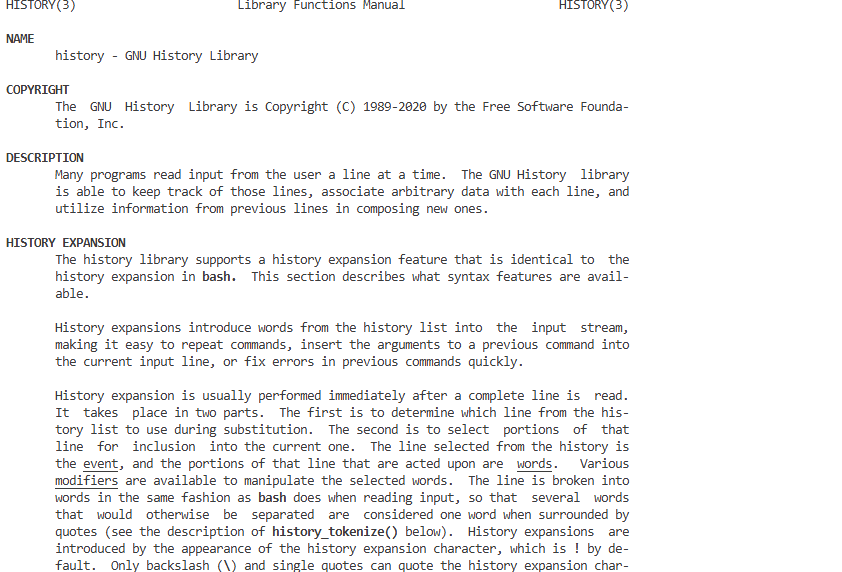 HISTORY(3) Library Functions Manual HISTORY(3)
NAME
history - GNU History Library
COPYRIGHT
The GNU History Library is Copyright (C) 1989-2020 by the Free Software Founda-
tion, Inc.
DESCRIPTION
Many programs read input from the user a line at a time. The GNU History library
is able to keep track of those lines, associate arbitrary data with each line, and
utilize information from previous lines in composing new ones.
HISTORY EXPANSION
The history library supports a history expansion feature that is identical to the
history expansion in bash. This section describes what syntax features are avail-
able.
History expansions introduce words from the history list into the input stream,
making it easy to repeat commands, insert the arguments to a previous command into
the current input line, or fix errors in previous commands quickly.
History expansion is usually performed immediately after a complete line is read.
It takes place in two parts. The first is to determine which line from the his-
tory list to use during substitution. The second is to select portions of that
line for inclusion into the current one. The line selected from the history is
the event, and the portions of that line that are acted upon are words. Various
modifiers are available to manipulate the selected words. The line is broken into
words in the same fashion as bash does when reading input, so that several words
that would otherwise be separated are considered one word when surrounded by
quotes (see the description of history_tokenize() below). History expansions are
introduced by the appearance of the history expansion character, which is ! by de-
fault. Only backslash (\) and single quotes can quote the history expansion char-